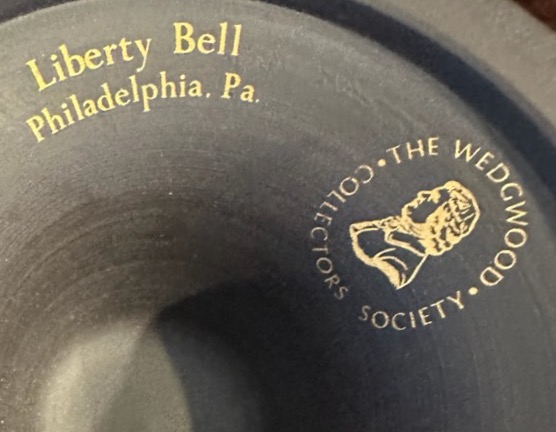 Liberty Bell
Philadelphia. Pa.
• THE WEDGWOOD • COLLECTORS SOCIETY